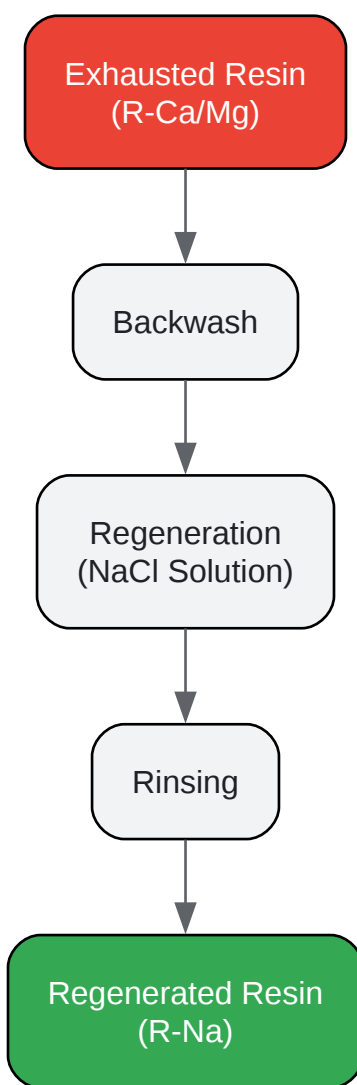 Exhausted Resin
(R-Ca/Mg)
Backwash
Regeneration
(NaCl Solution)
Rinsing
Regenerated Resin
(R-Na)